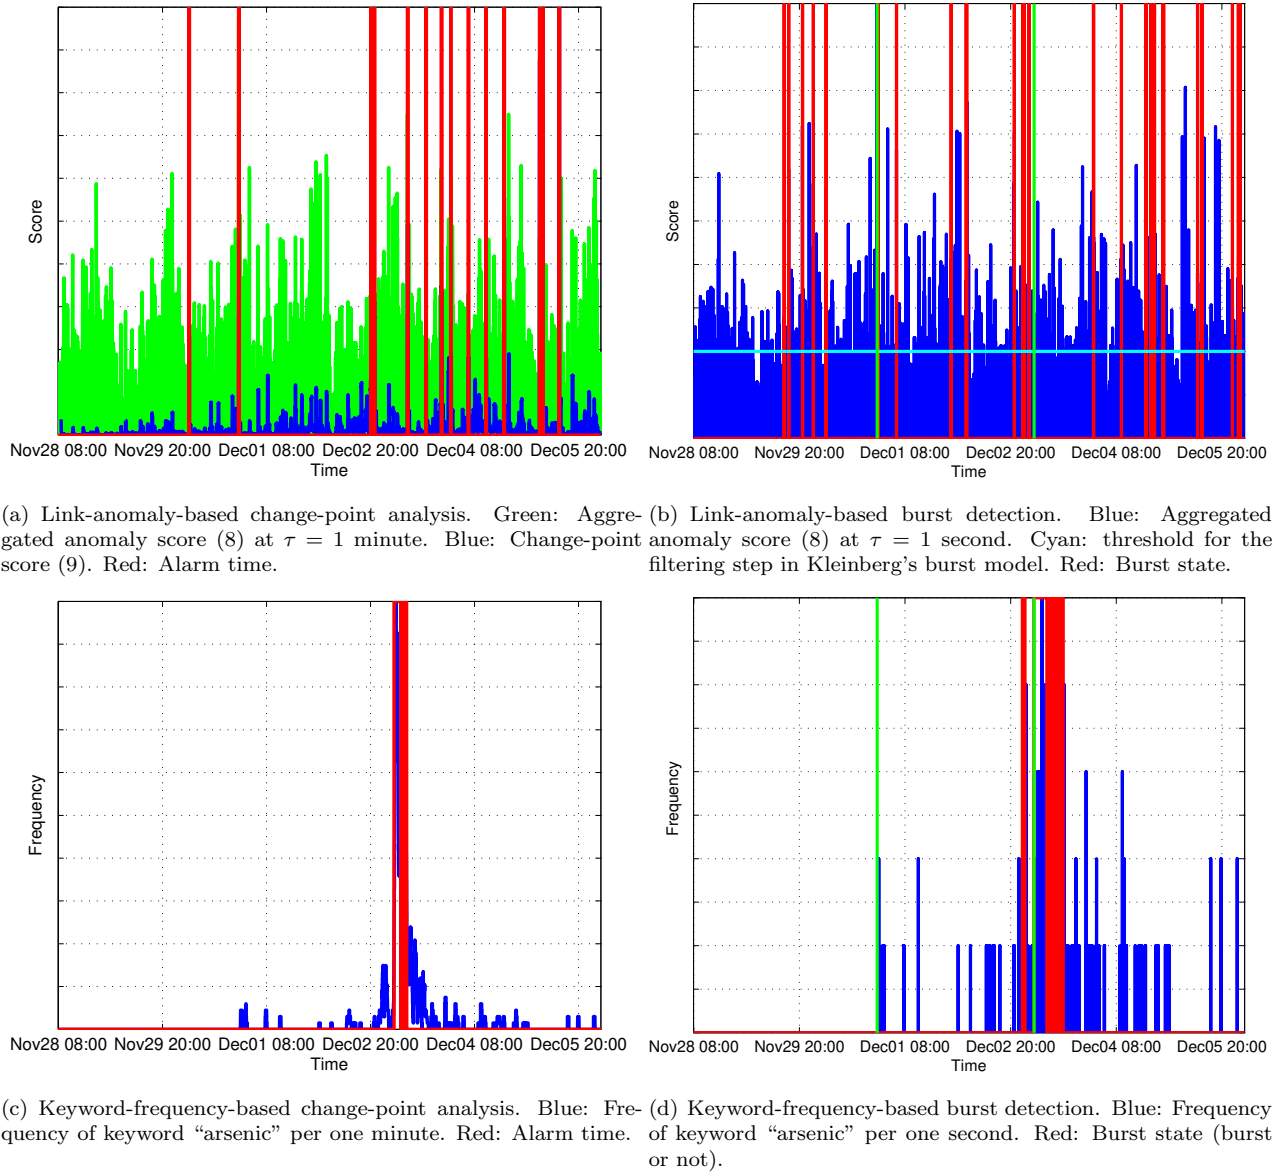 Score
Nov28 08:00 Nov29 20:00 Dec01 08:00 Dec02 20:00 Dec04 08:00 Dec05 20:00
Time
(a) Link-anomaly-based change-point analysis. Green: Aggre-
gated anomaly score (8) at τ = 1 minute. Blue: Change-point
score (9). Red: Alarm time.
Score
Nov28 08:00 Nov29 20:00 Dec01 08:00 Dec02 20:00 Dec04 08:00 Dec05 20:00
Time
(b) Link-anomaly-based burst detection. Blue: Aggregated
anomaly score (8) at τ = 1 second. Cyan: threshold for the
filtering step in Kleinberg's burst model. Red: Burst state.
Frequency
Nov28 08:00 Nov29 20:00 Dec01 08:00 Dec02 20:00 Dec04 08:00 Dec05 20:00
Time
(c) Keyword-frequency-based change-point analysis. Blue: Fre-
quency of keyword “arsenic” per one minute. Red: Alarm time.
Frequency
Nov28 08:00 Nov29 20:00 Dec01 08:00 Dec02 20:00 Dec04 08:00 Dec05 20:00
Time
(d) Keyword-frequency-based burst detection. Blue: Frequency
of keyword “arsenic” per one second. Red: Burst state (burst
or not).